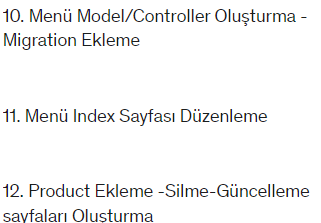 10. Menü Model/Controller Oluşturma -
Migration Ekleme
11. Menü Index Sayfası Düzenleme
12. Product Ekleme -Silme-Güncelleme
sayfaları Oluşturma